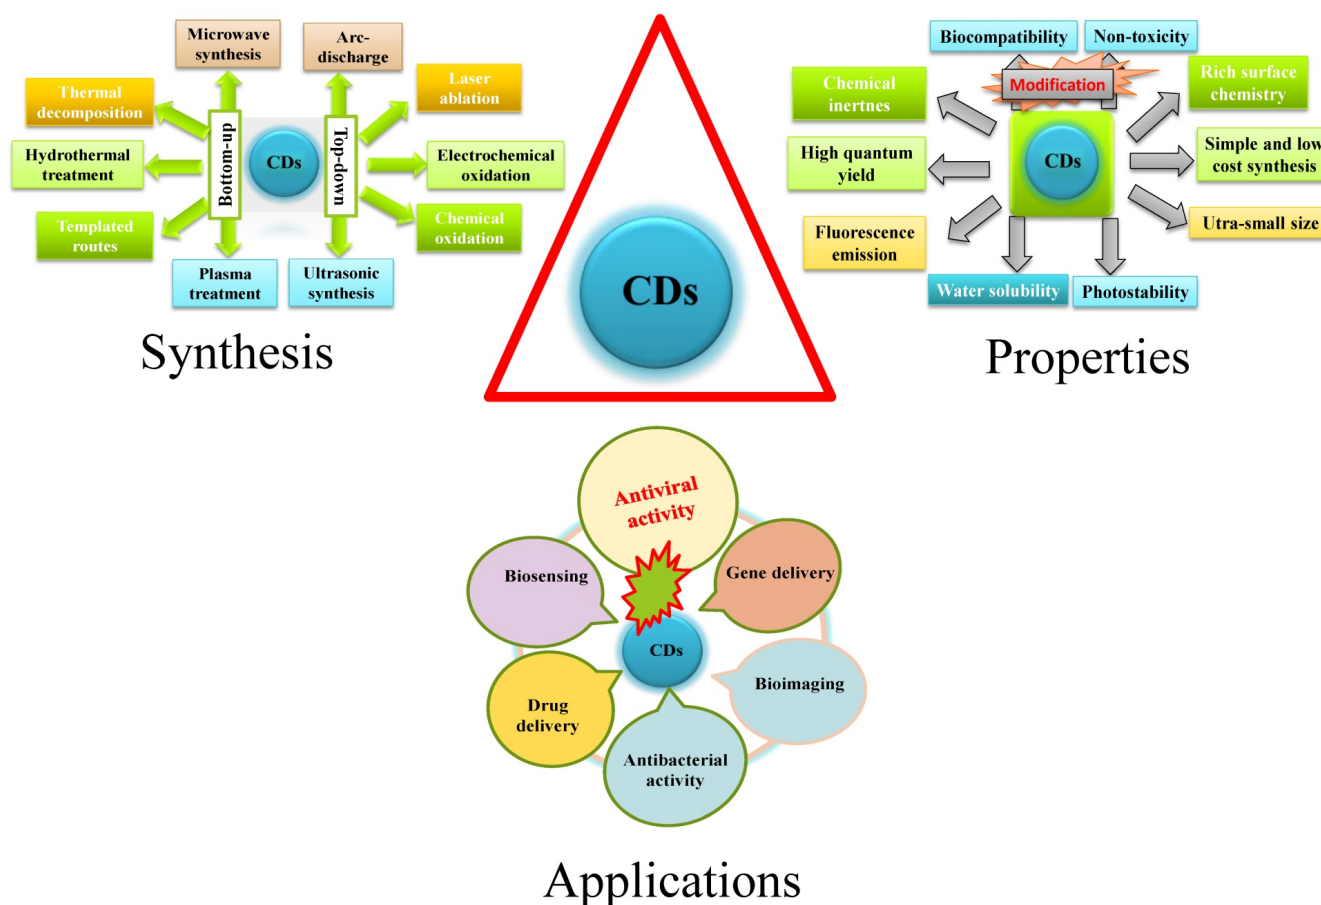 Microwave
synthesis
Arc-
discharge
Thermal
decomposition
Laser
ablation
Hydrothermal
treatment
Bottom-up
CDs
Top-down
Electrochemical
oxidation
Templated
routes
Chemical
oxidation
Plasma
treatment
Ultrasonic
synthesis
Synthesis
CDs
Biocompatibility
Non-toxicity
Chemical
inertnes
Modification
Rich surface
chemistry
High quantum
yield
CDs
Simple and low
cost synthesis
Fluorescence
emission
Utra-small size
Water solubility
Photostability
Properties
Antiviral
activity
Biosensing
Gene delivery
CDs
Drug
delivery
Bioimaging
Antibacterial
activity
Applications